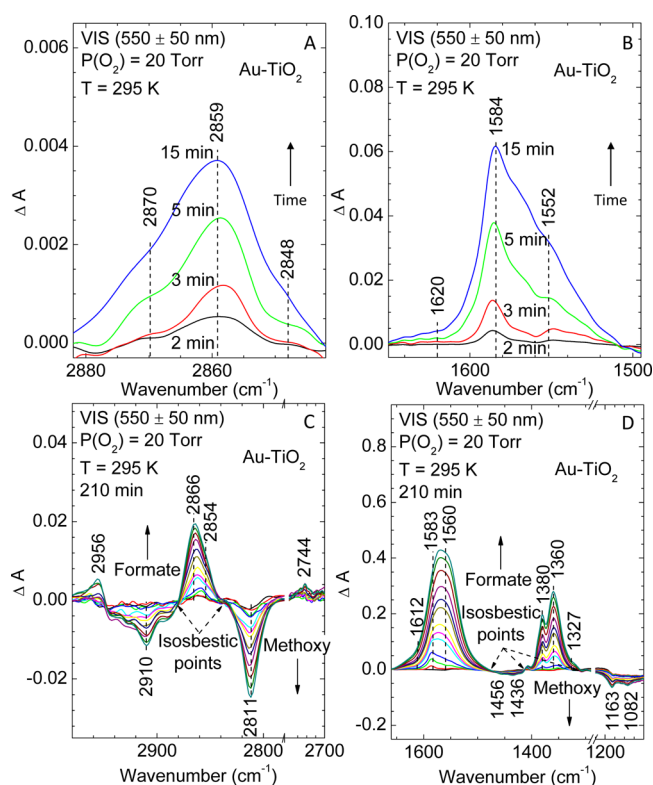 VIS (550 ± 50 nm)
A
P(O₂) = 20 Torr
Au-TiO₂
T = 295 K
2859
15 min
2870
5 min
Time
2848
3 min
2 min
0.006
0.004
0.002
0.000
Δ A
2880
2860
Wavenumber (cm⁻¹)
VIS (550 ± 50 nm)
B
P(O₂) = 20 Torr
Au-TiO₂
T = 295 K
1584
15 min
Time
5 min
1552
1620
3 min
2 min
0.10
0.08
0.06
0.04
0.02
0.00
Δ A
1600
1500
Wavenumber (cm⁻¹)
VIS (550 ± 50 nm)
C
P(O₂) = 20 Torr
Au-TiO₂
T = 295 K
210 min
2866
2854
2956
Formate
2744
Isosbestic
points
Methoxy
2910
2811
0.04
0.02
0.00
-0.02
Δ A
2900
2800
2700
Wavenumber (cm⁻¹)
VIS (550 ± 50 nm)
D
P(O₂) = 20 Torr
Au-TiO₂
T = 295 K
210 min
1583
1560
Formate
1380
1360
Isosbestic
points
1612
1327
Methoxy
1456
1436
1163
1082
0.8
0.6
0.4
0.2
0.0
-0.2
Δ A
1600
1400
1200
Wavenumber (cm⁻¹)